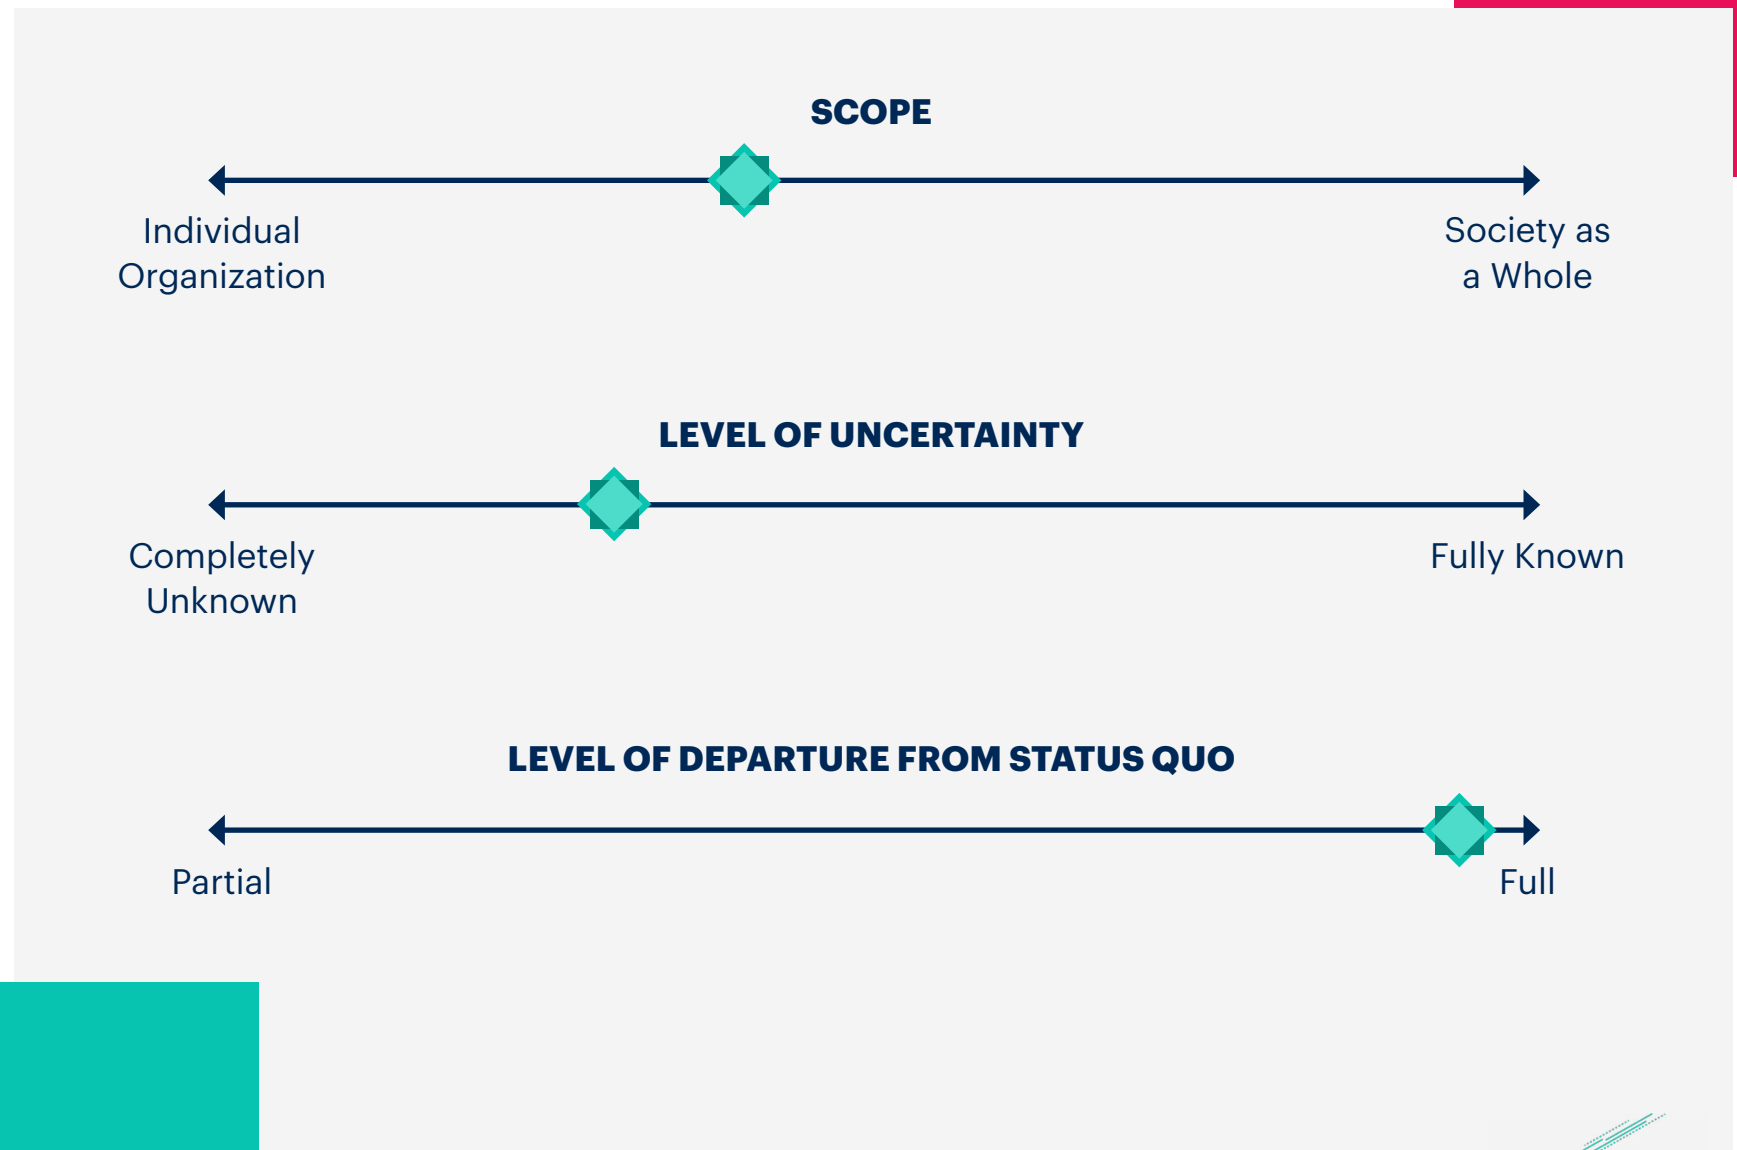 SCOPE
Individual
Organization
Society as
a Whole
LEVEL OF UNCERTAINTY
Completely
Unknown
Fully Known
LEVEL OF DEPARTURE FROM STATUS QUO
Partial
Full